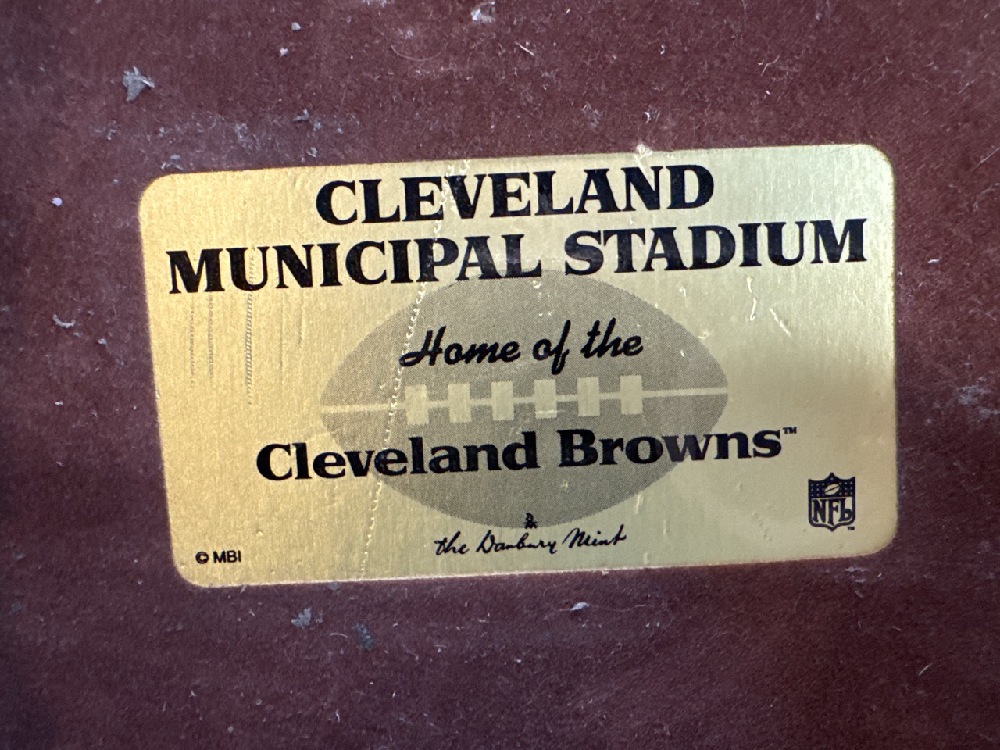 CLEVELAND
MUNICIPAL STADIUM
Home of the
Cleveland Browns™
the Danbury Mint
© MBI
NFL